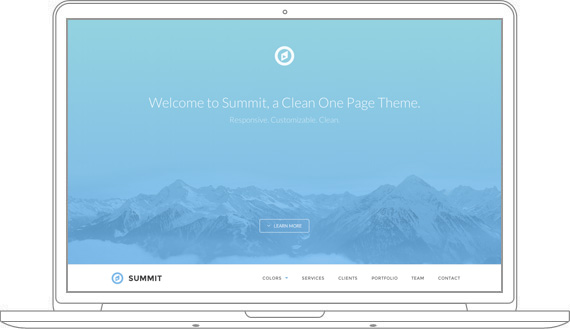 Welcome to Summit, a Clean One Page Theme.
Responsive, Customizable, Clean
LEARN MORE
SUMMIT COLORS SERVICES CLIENTS PORTFOLIO TEAM CONTACT